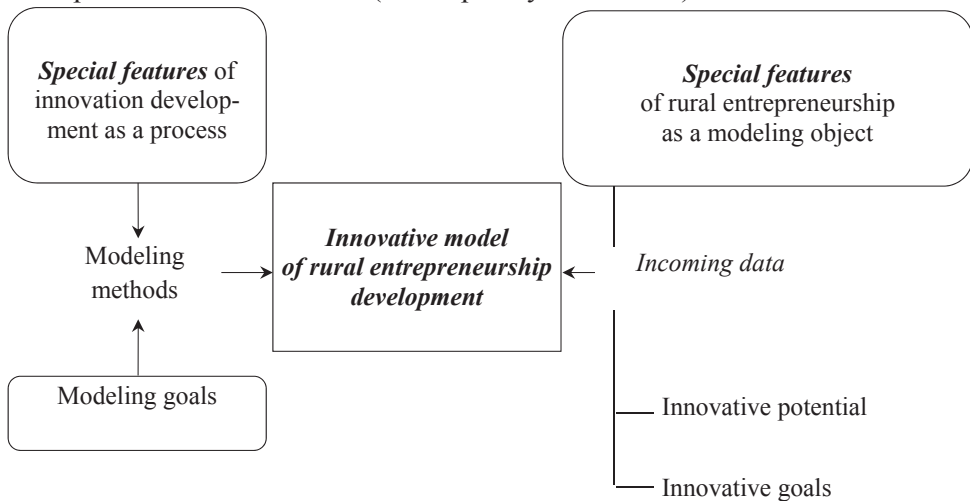 Special features of
innovation develop-
ment as a process
Special features
of rural entrepreneurship
as a modeling object
Modeling
methods
Innovative model
of rural entrepreneurship
development
Incoming data
Modeling goals
Innovative potential
Innovative goals